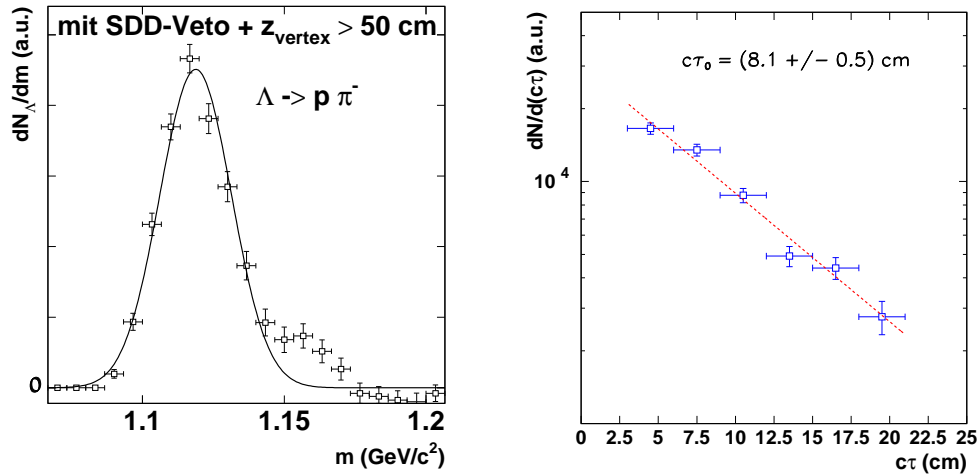 mit SDD-Veto + z_vertex > 50 cm
Λ -> p π⁻
dN_Λ/dm (a.u.)
0
1.1 1.15 1.2
m (GeV/c²)
cτ₀ = (8.1 +/− 0.5) cm
dN/d(cτ) (a.u.)
10⁴
0 2.5 5 7.5 10 12.5 15 17.5 20 22.5 25
cτ (cm)